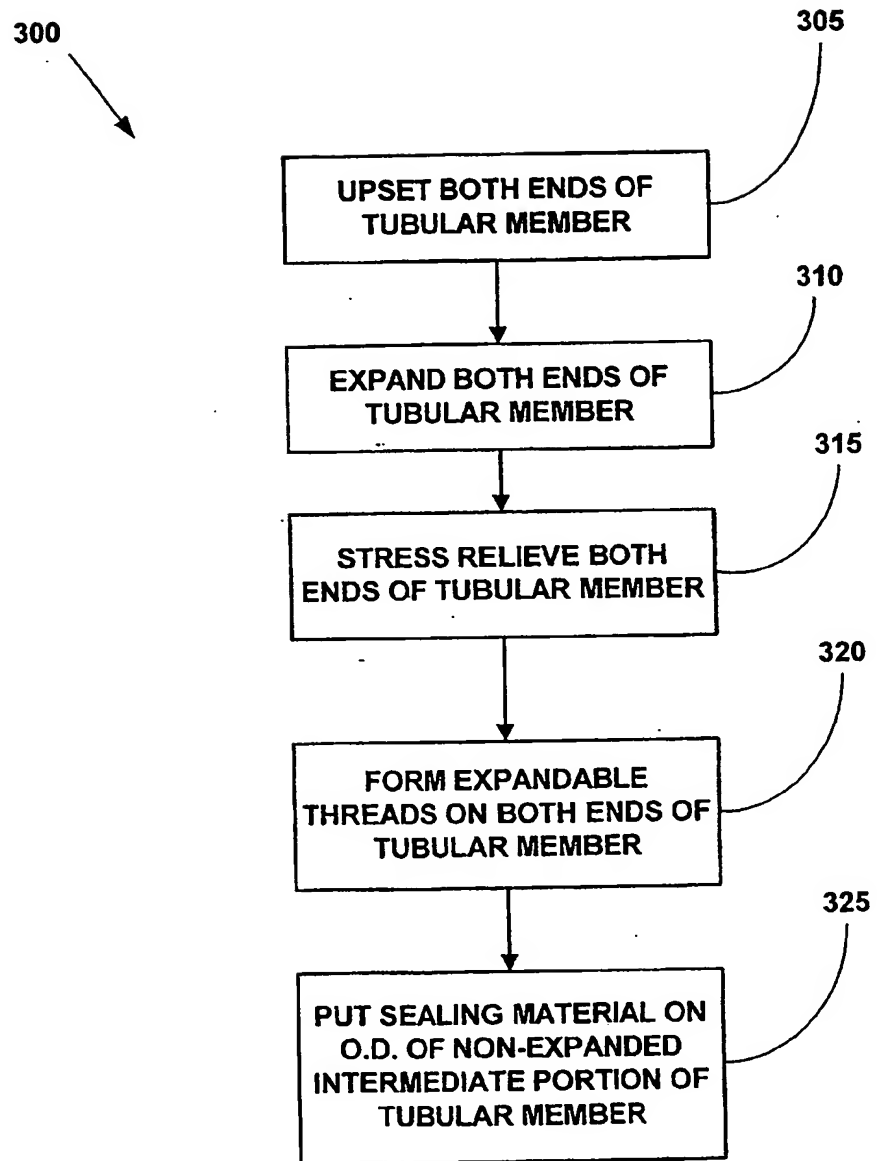 300
305
UPSET BOTH ENDS OF
TUBULAR MEMBER
310
EXPAND BOTH ENDS OF
TUBULAR MEMBER
315
STRESS RELIEVE BOTH
ENDS OF TUBULAR MEMBER
320
FORM EXPANDABLE
THREADS ON BOTH ENDS OF
TUBULAR MEMBER
325
PUT SEALING MATERIAL ON
O.D. OF NON-EXPANDED
INTERMEDIATE PORTION OF
TUBULAR MEMBER